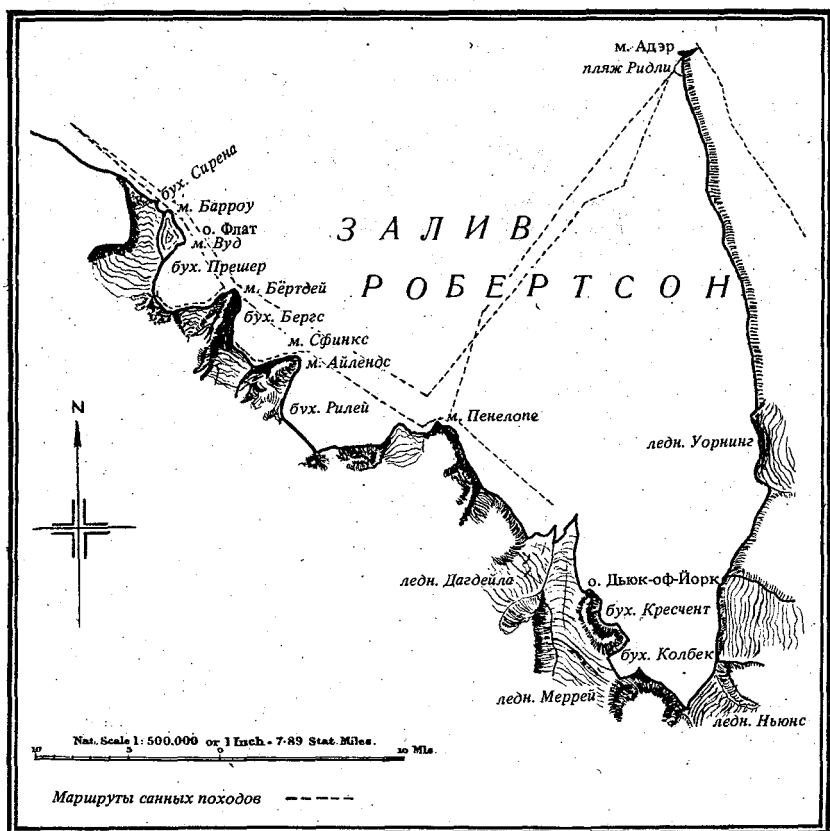 м. Адэр
пляж Ридли
бух. Сирена
м. Барроу
о. Флат
м. Вуд
бух. Прешер
м. Бёртдей
бух. Бергс
м. Сфинкс
м. Айлендс
бух. Рилей
ЗАЛИВ
РОБЕРТСОН
м. Пенелопе
ледн. Уорнинг
N
ледн. Дагдейла
о. Дьюк-оф-Йорк
бух. Кресчент
бух. Колбек
ледн. Меррей
ледн. Ньюнс
Nat. Scale 1: 500.000 or 1 Inch - 7·89 Stat. Miles.
10 5 0 10 Mls.
Маршруты санных походов